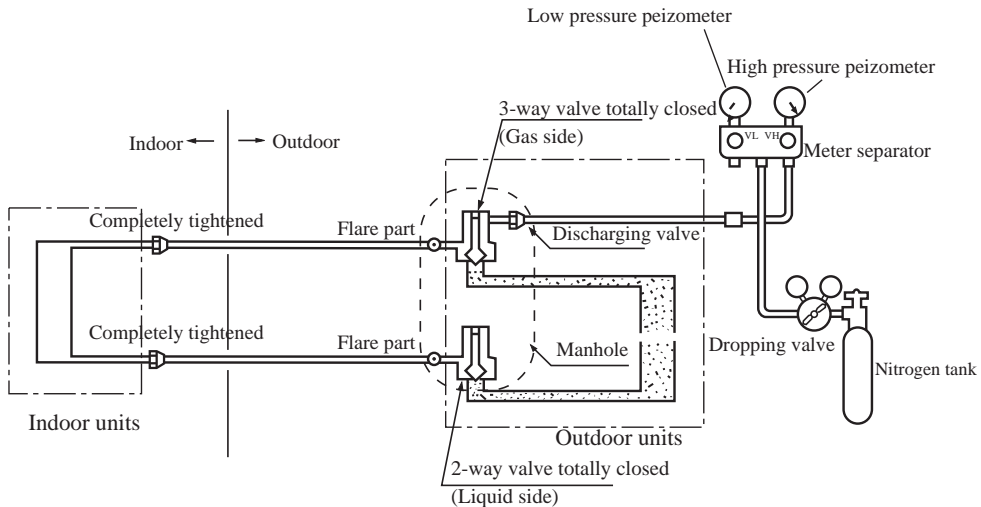 Low pressure peizometer
High pressure peizometer
3-way valve totally closed
(Gas side)
VL VH
Meter separator
Indoor
Outdoor
Completely tightened
Flare part
Discharging valve
Completely tightened
Flare part
Manhole
Dropping valve
Nitrogen tank
Indoor units
Outdoor units
2-way valve totally closed
(Liquid side)